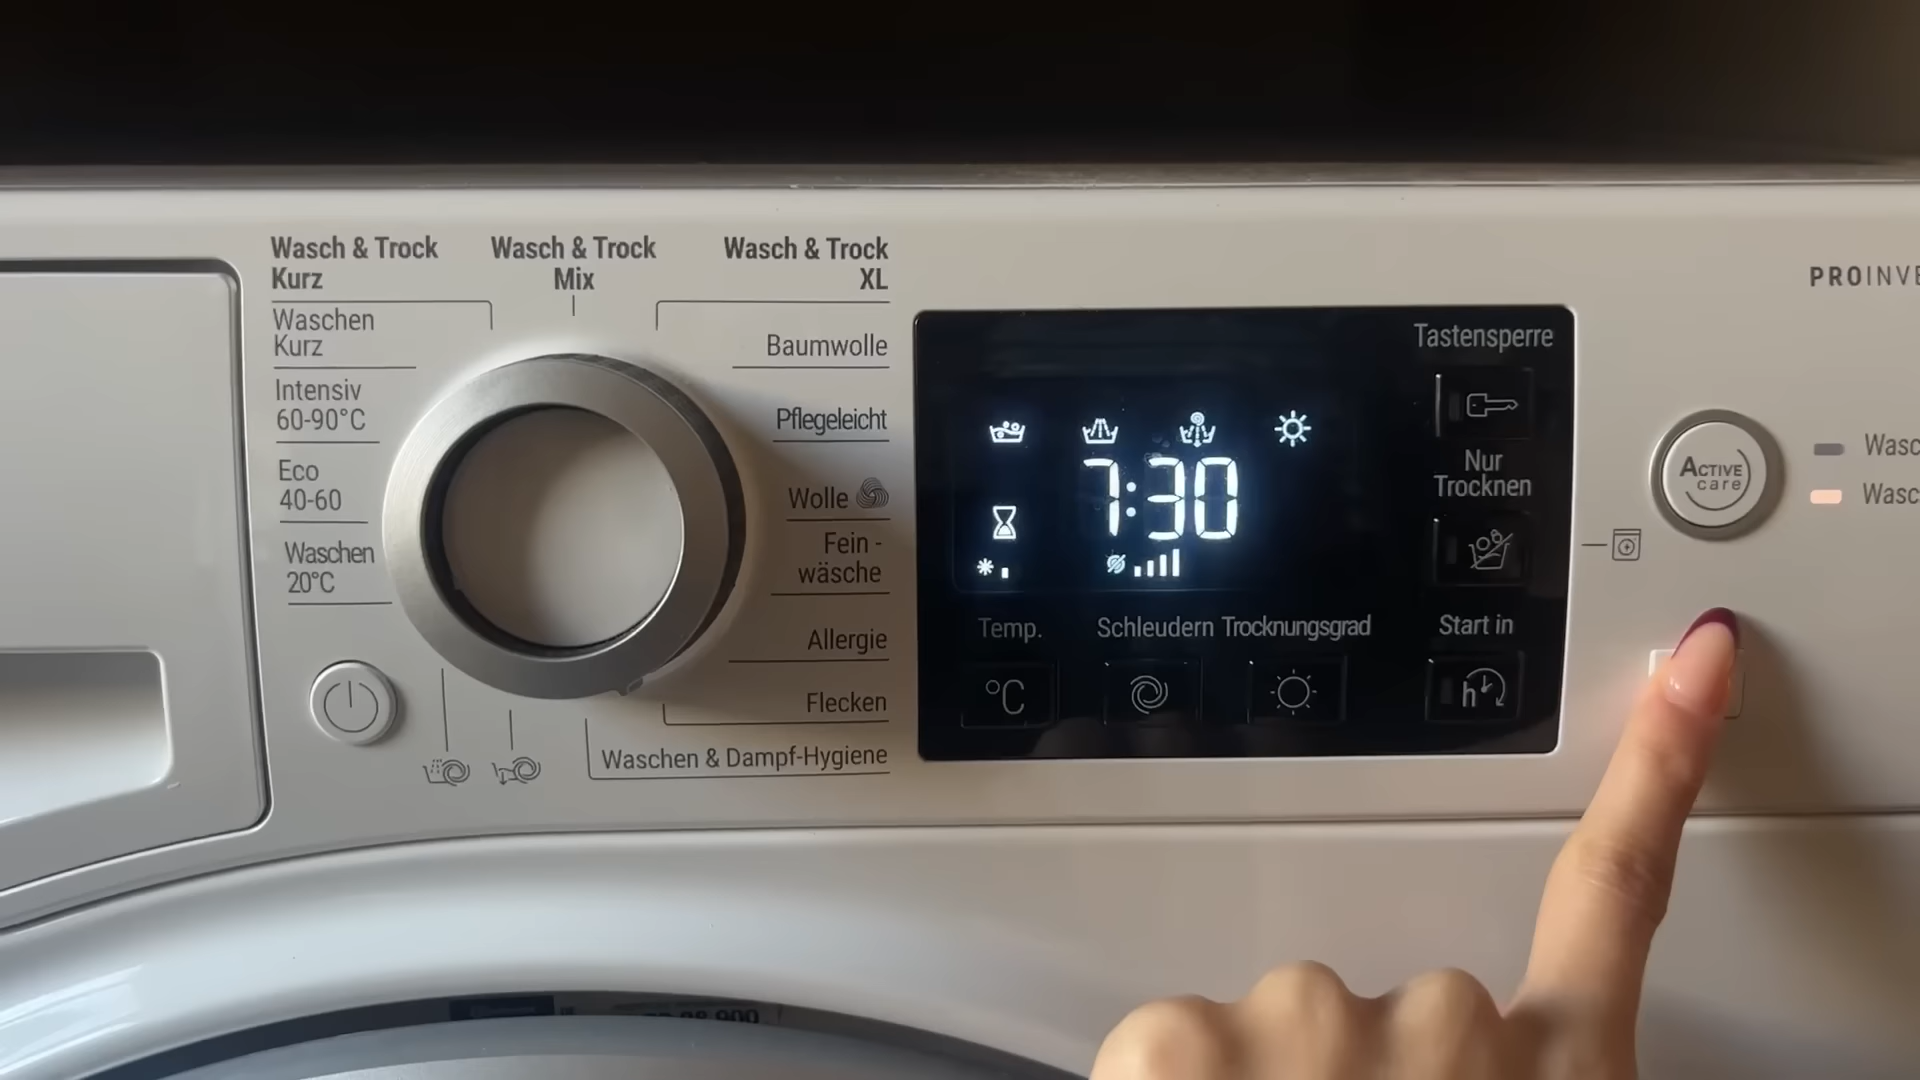 Wasch & Trock
Kurz
Wasch & Trock
Mix
Wasch & Trock
XL
Waschen
Kurz
Intensiv
60-90°C
Eco
40-60
Waschen
20°C
Baumwolle
Pflegeleicht
Wolle
Fein -
wäsche
Allergie
Flecken
Waschen & Dampf-Hygiene
7:30
Tastensperre
Nur
Trocknen
Temp.
Schleudern
Trocknungsgrad
Start in
°C
h
PROINVE
ACTIVE
care
Wasc
Wasc